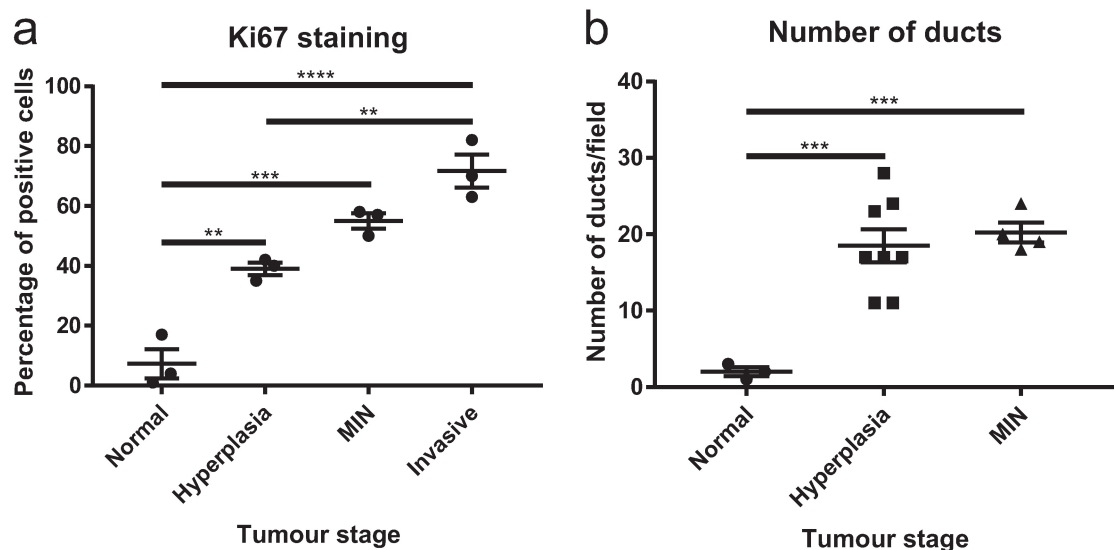 a
Ki67 staining
Percentage of positive cells
100
80
60
40
20
0
****
**
***
**
Normal
Hyperplasia
MIN
Invasive
Tumour stage
b
Number of ducts
Number of ducts/field
40
30
20
10
0
***
***
Normal
Hyperplasia
MIN
Tumour stage